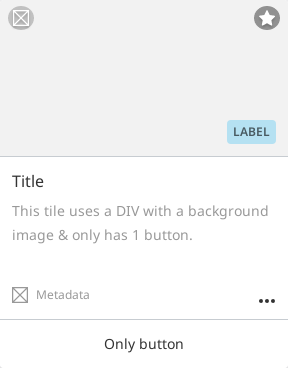 LABEL
Title
This tile uses a DIV with a background
image & only has 1 button.
Metadata
Only button